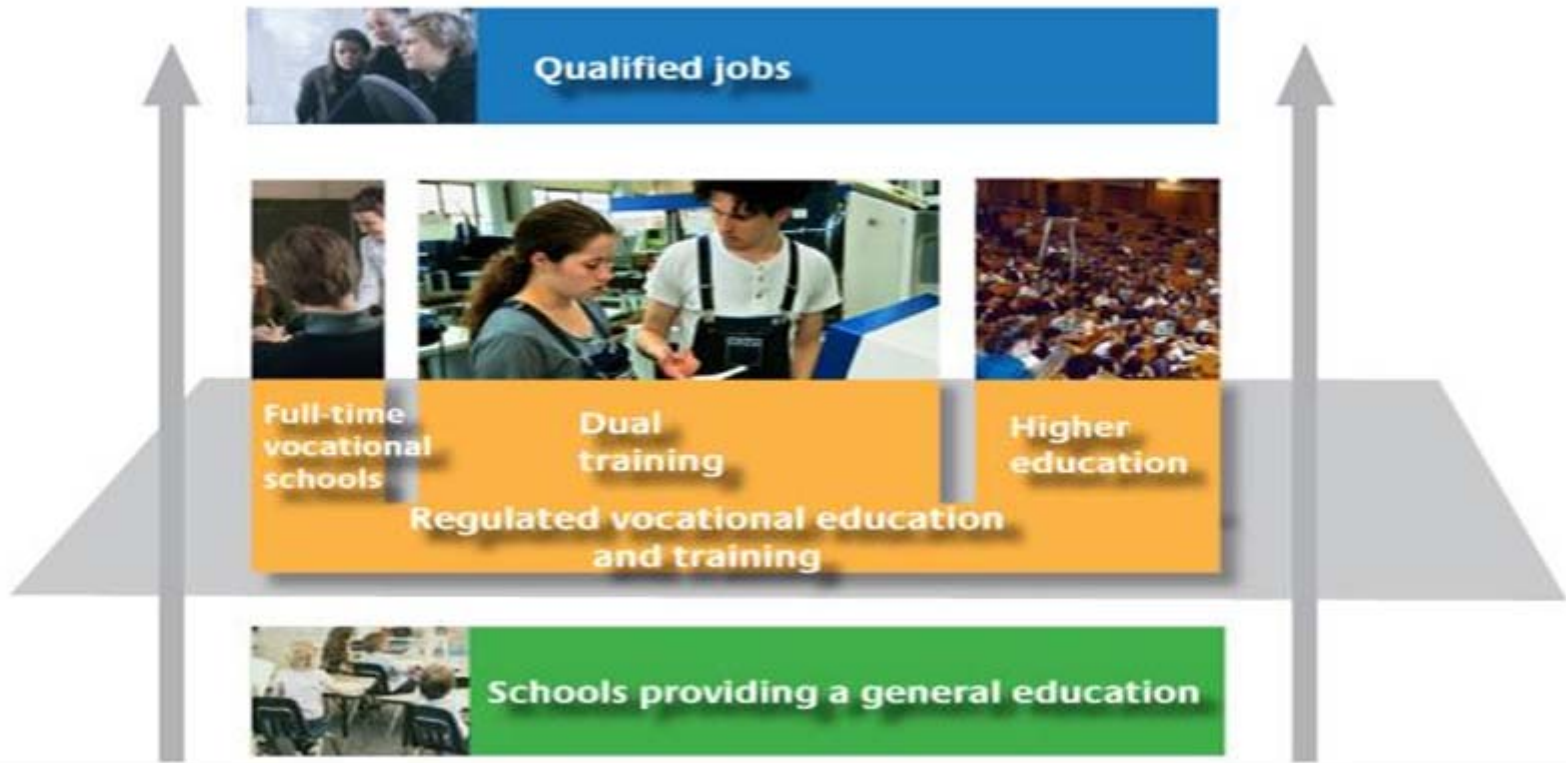 Qualified jobs
Full-time
vocational
schools
Dual
training
Higher
education
Regulated vocational education
and training
Schools providing a general education